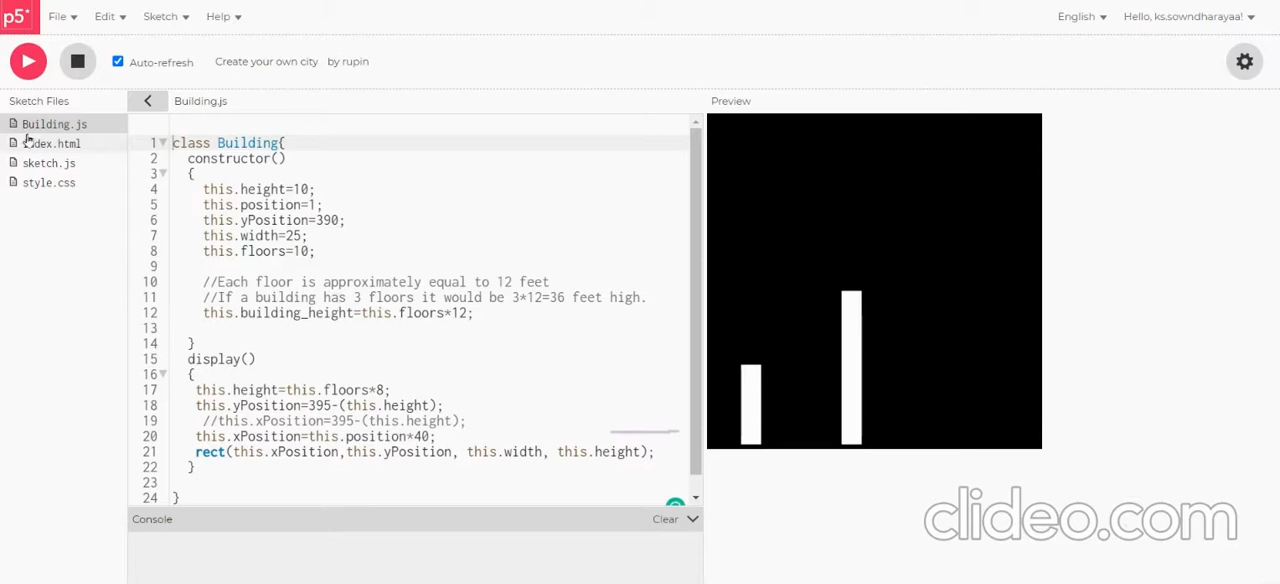 p5* File Edit Sketch Help English Hello, ks.sowndharayaa!
Auto-refresh Create your own city by rupin
Sketch Files Building.js Preview
Building.js
index.html
sketch.js
style.css
1 class Building{
2 constructor()
3 {
4 this.height=10;
5 this.position=1;
6 this.yPosition=390;
7 this.width=25;
8 this.floors=10;
9
10 //Each floor is approximately equal to 12 feet
11 //If a building has 3 floors it would be 3*12=36 feet high.
12 this.building_height=this.floors*12;
13
14 }
15 display()
16 {
17 this.height=this.floors*8;
18 this.yPosition=395-(this.height);
19 //this.xPosition=395-(this.height);
20 this.xPosition=this.position*40;
21 rect(this.xPosition,this.yPosition, this.width, this.height);
22 }
23
24 }
Console Clear
clideo.com